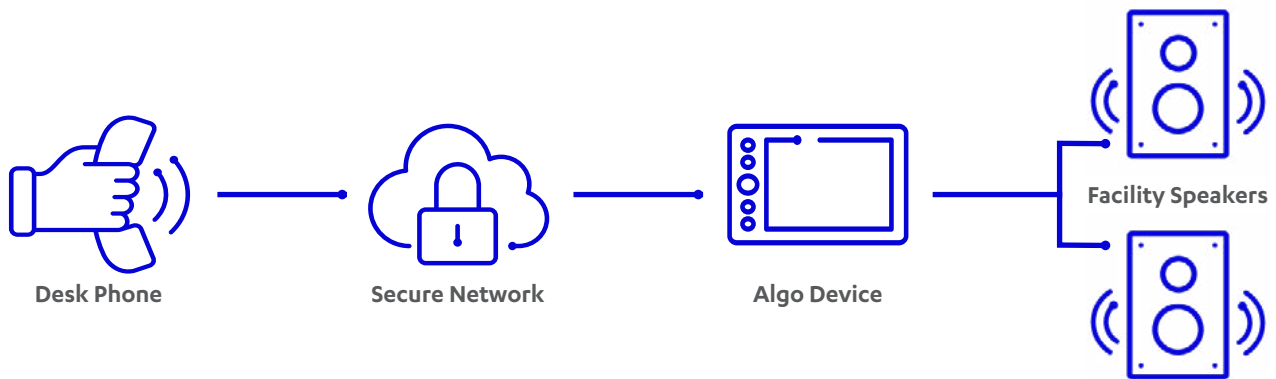 Desk Phone
Secure Network
Algo Device
Facility Speakers